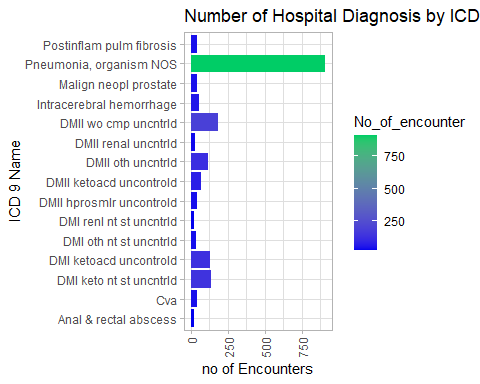 Number of Hospital Diagnosis by ICD
Postinflam pulm fibrosis
Pneumonia, organism NOS
Malign neopl prostate
Intracerebral hemorrhage
DMII wo cmp uncntrld
DMII renal uncntrld
DMII oth uncntrld
DMII ketoacd uncontrold
DMII hprosmlr uncontrold
DMI renl nt st uncntrld
DMI oth nt st uncntrld
DMI ketoacd uncontrold
DMI keto nt st uncntrld
Cva
Anal & rectal abscess
ICD 9 Name
0
250
500
750
no of Encounters
No_of_encounter
750
500
250